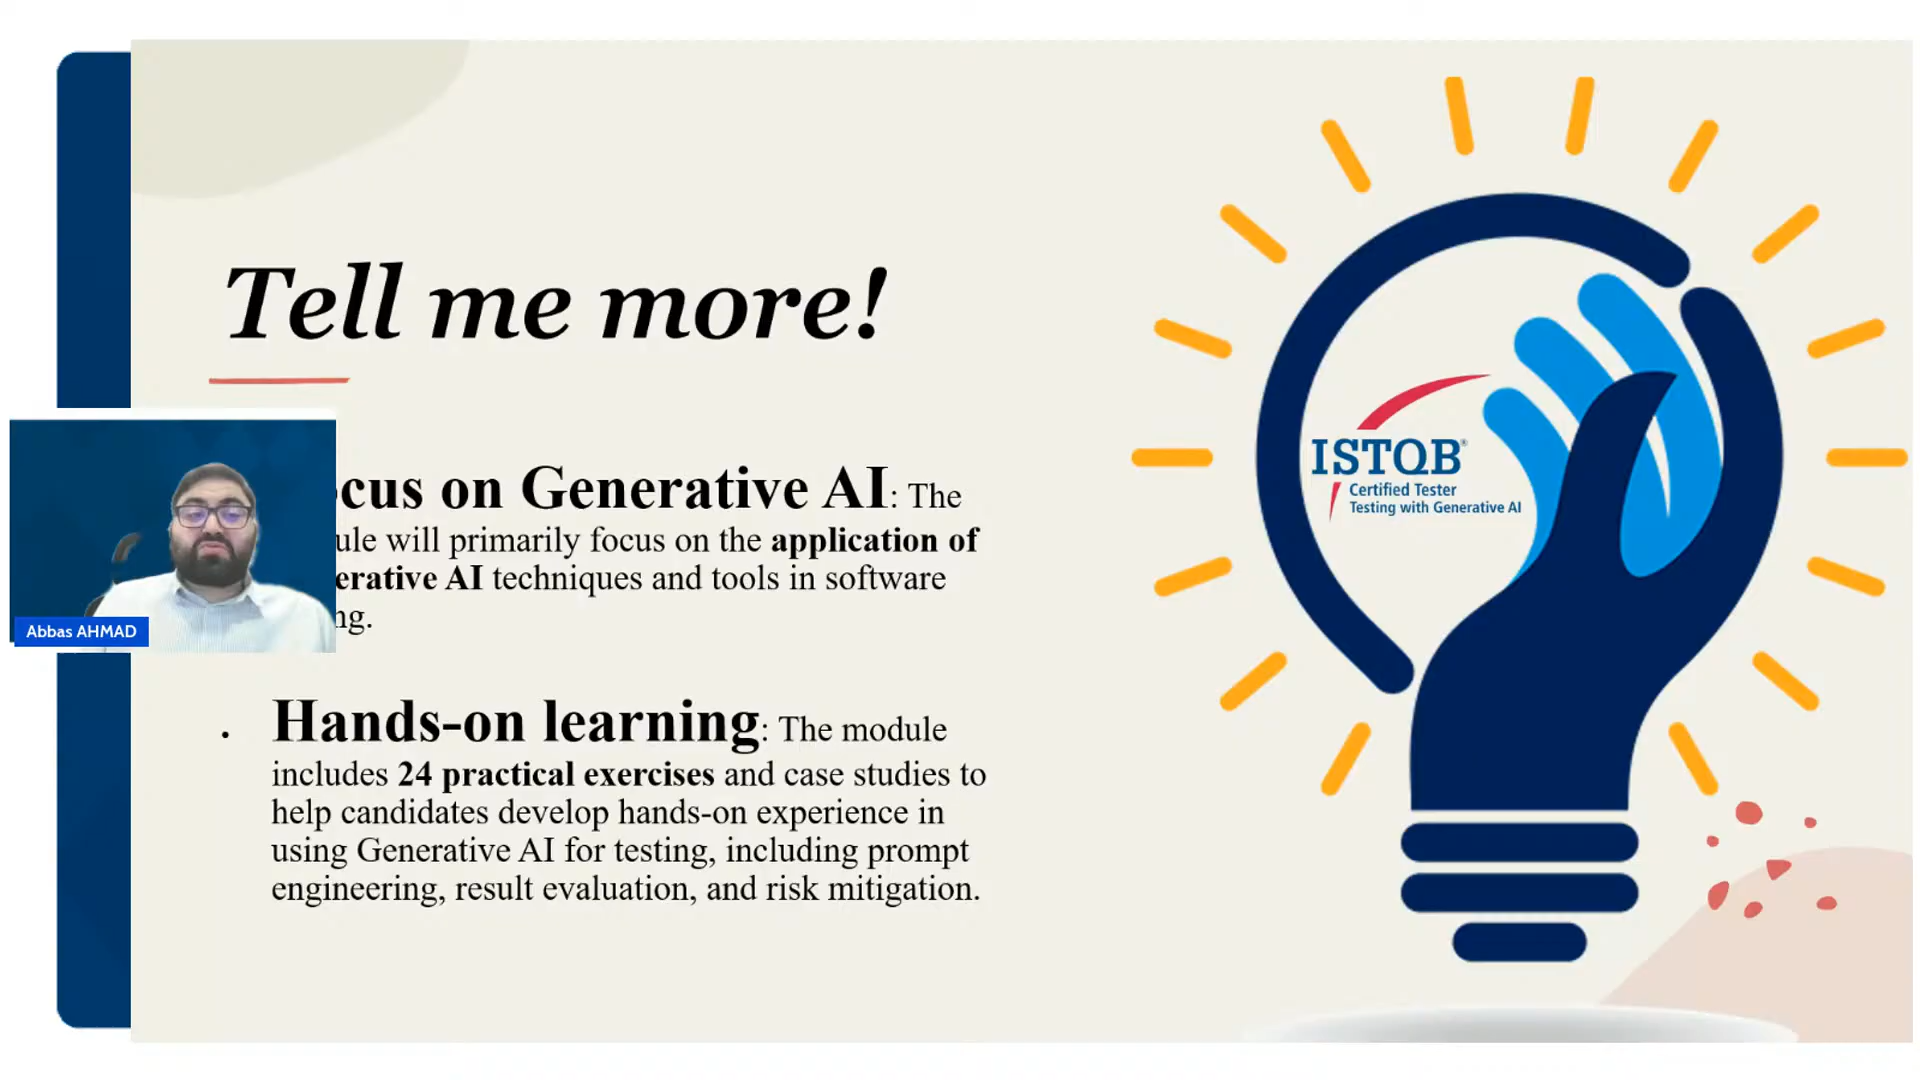 Tell me more!
ocus on Generative AI: The
ule will primarily focus on the application of
erative AI techniques and tools in software
ng.
Abbas AHMAD
• Hands-on learning: The module
includes 24 practical exercises and case studies to
help candidates develop hands-on experience in
using Generative AI for testing, including prompt
engineering, result evaluation, and risk mitigation.
ISTQB®
Certified Tester
Testing with Generative AI